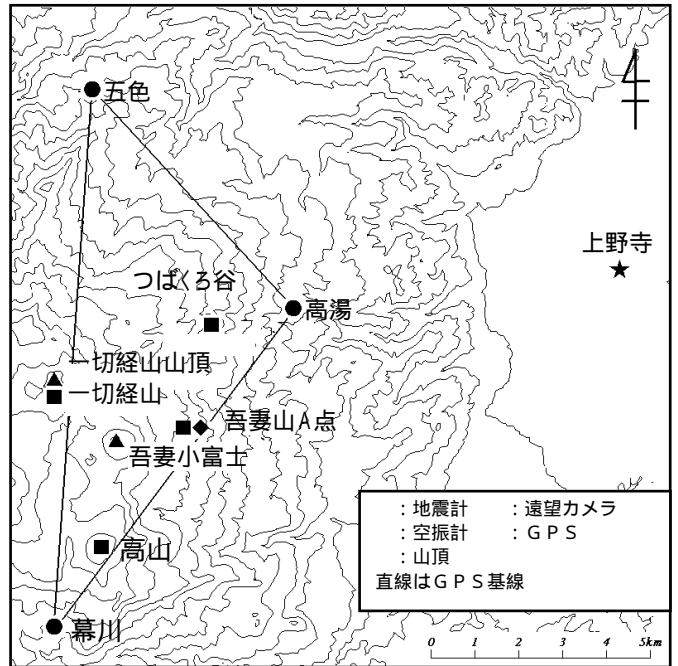 五色
上野寺
つばくろ谷
高湯
一切経山山頂
一切経山
吾妻山A点
吾妻小富士
高山
幕川
:地震計 :遠望カメラ
:空振計 :GPS
:山頂
直線はGPS基線
0 1 2 3 4 5km